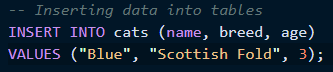 -- Inserting data into tables
INSERT INTO cats (name, breed, age)
VALUES ("Blue", "Scottish Fold", 3);